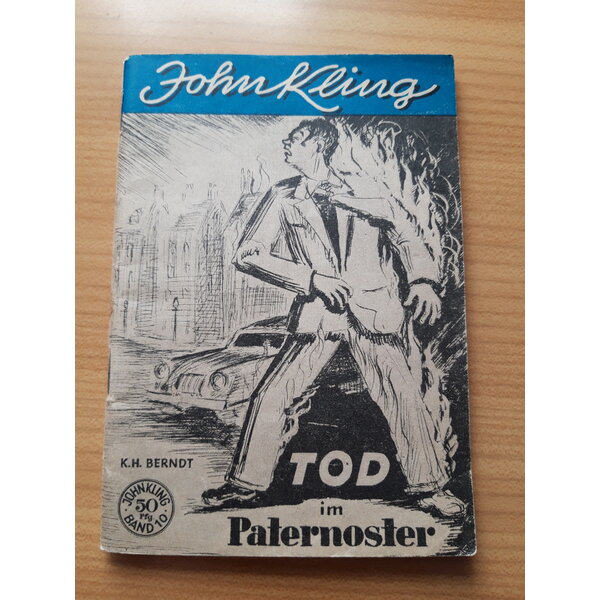 John Kling
K.H. BERNDT
TOD
im
Paternoster
JOHN KLING
50
Pfg
BAND 10